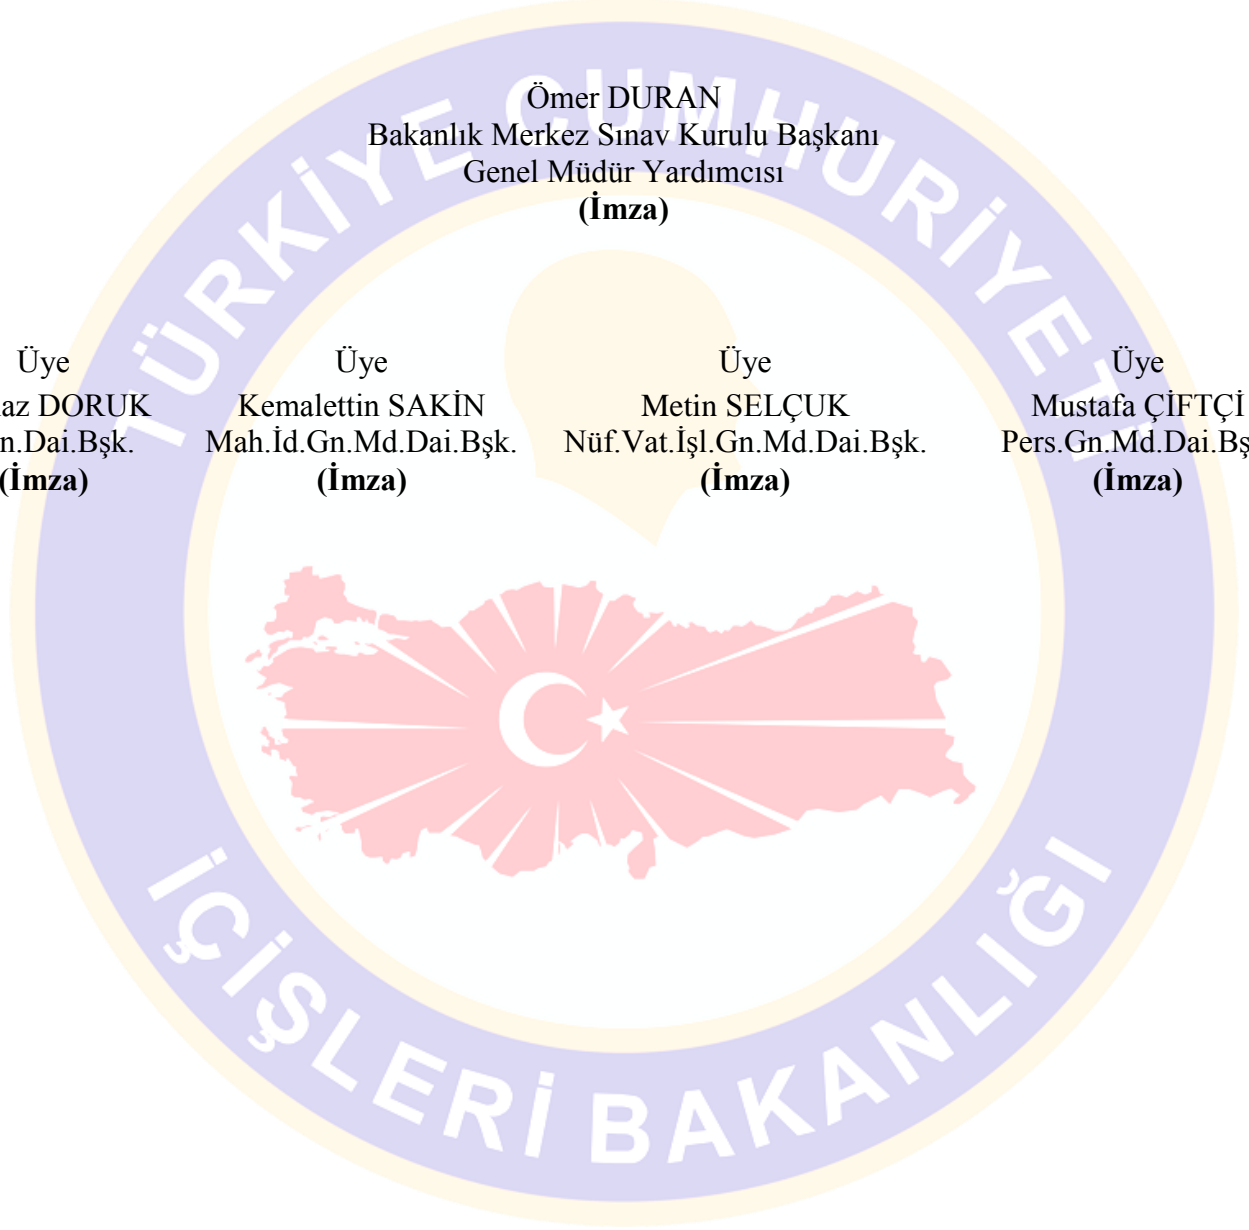 Ömer DURAN
Bakanlık Merkez Sınav Kurulu Başkanı
Genel Müdür Yardımcısı
(İmza)
Üye Üye Üye Üye
DORUK Kemalettin SAKİN Metin SELÇUK Mustafa ÇİFTÇİ
Mah.İd.Gn.Md.Dai.Bşk. Nüf.Vat.İşl.Gn.Md.Dai.Bşk.
(İmza) (İmza) (İmza) (İmza)
TÜRKİYE CUMHURİYETİ
İÇİŞLERİ BAKANLIĞI